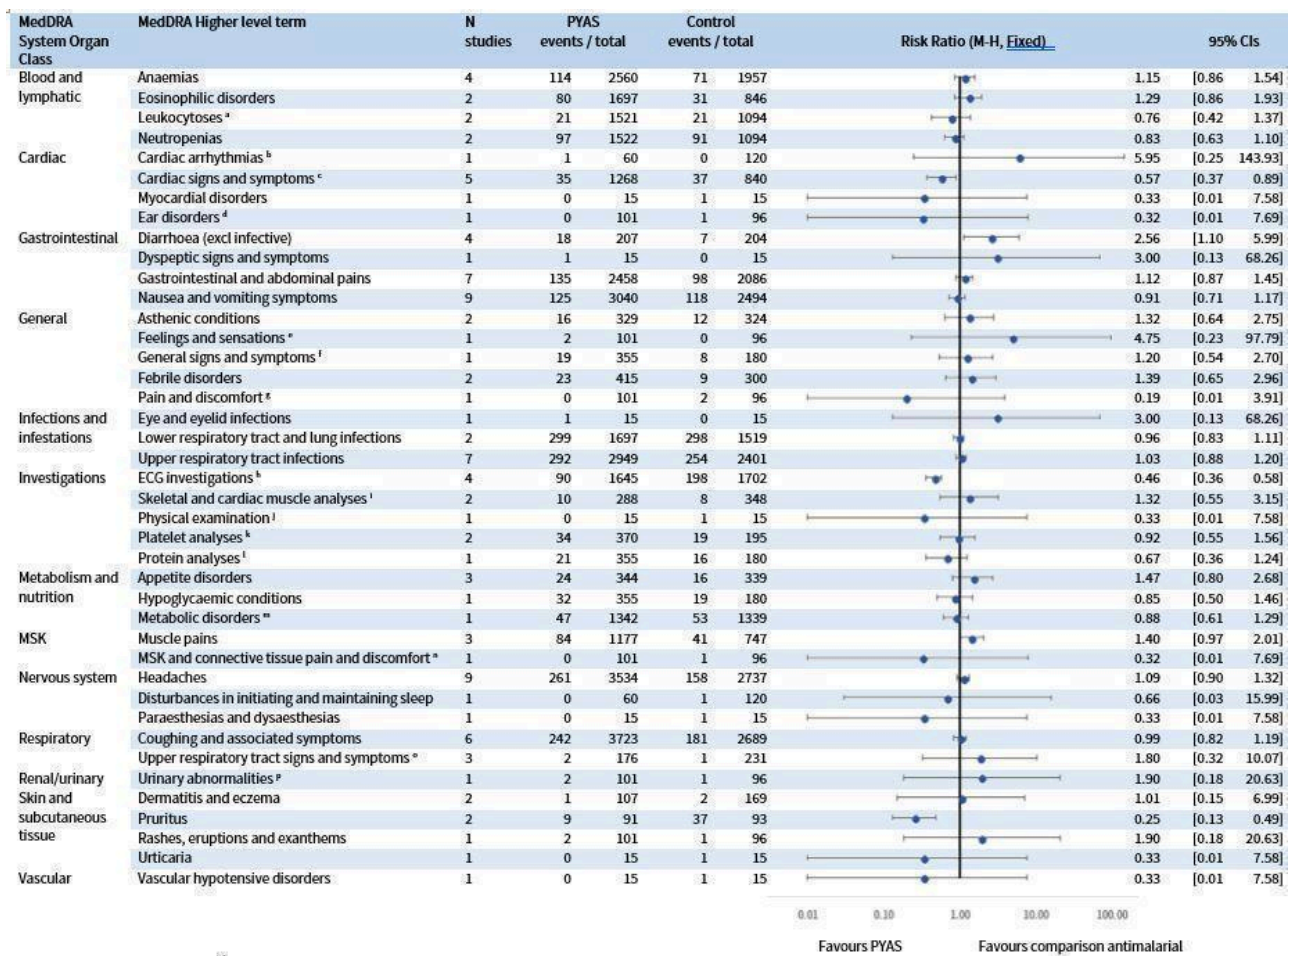 MedDRA System Organ Class MedDRA Higher level term N studies PYAS events / total Control events / total Risk Ratio (M-H, Fixed) 95% CIs
Blood and lymphatic Anaemias 4 114 2560 71 1957 1.15 [0.86 1.54]
Eosinophilic disorders 2 80 1697 31 846 1.29 [0.86 1.93]
Leukocytoses a 2 21 1521 21 1094 0.76 [0.42 1.37]
Neutropenias 2 97 1522 91 1094 0.83 [0.63 1.10]
Cardiac Cardiac arrhythmias b 1 1 60 0 120 5.95 [0.25 143.93]
Cardiac signs and symptoms c 5 35 1268 37 840 0.57 [0.37 0.89]
Myocardial disorders 1 0 15 1 15 0.33 [0.01 7.58]
Ear disorders d 1 0 101 1 96 0.32 [0.01 7.69]
Gastrointestinal Diarrhoea (excl infective) 4 18 207 7 204 2.56 [1.10 5.99]
Dyspeptic signs and symptoms 1 1 15 0 15 3.00 [0.13 68.26]
Gastrointestinal and abdominal pains 7 135 2458 98 2086 1.12 [0.87 1.45]
Nausea and vomiting symptoms 9 125 3040 118 2494 0.91 [0.71 1.17]
General Asthenic conditions 2 16 329 12 324 1.32 [0.64 2.75]
Feelings and sensations e 1 2 101 0 96 4.75 [0.23 97.79]
General signs and symptoms f 1 19 355 8 180 1.20 [0.54 2.70]
Febrile disorders 2 23 415 9 300 1.39 [0.65 2.96]
Pain and discomfort g 1 0 101 2 96 0.19 [0.01 3.91]
Infections and infestations Eye and eyelid infections 1 1 15 0 15 3.00 [0.13 68.26]
Lower respiratory tract and lung infections 2 299 1697 298 1519 0.96 [0.83 1.11]
Upper respiratory tract infections 7 292 2949 254 2401 1.03 [0.88 1.20]
Investigations ECG investigations h 4 90 1645 198 1702 0.46 [0.36 0.58]
Skeletal and cardiac muscle analyses i 2 10 288 8 348 1.32 [0.55 3.15]
Physical examination j 1 0 15 1 15 0.33 [0.01 7.58]
Platelet analyses k 2 34 370 19 195 0.92 [0.55 1.56]
Protein analyses l 1 21 355 16 180 0.67 [0.36 1.24]
Metabolism and nutrition Appetite disorders 3 24 344 16 339 1.47 [0.80 2.68]
Hypoglycaemic conditions 1 32 355 19 180 0.85 [0.50 1.46]
Metabolic disorders m 1 47 1342 53 1339 0.88 [0.61 1.29]
MSK Muscle pains 3 84 1177 41 747 1.40 [0.97 2.01]
MSK and connective tissue pain and discomfort n 1 0 101 1 96 0.32 [0.01 7.69]
Nervous system Headaches 9 261 3534 158 2737 1.09 [0.90 1.32]
Disturbances in initiating and maintaining sleep 1 0 60 1 120 0.66 [0.03 15.99]
Paraesthesias and dysaesthesias 1 0 15 1 15 0.33 [0.01 7.58]
Respiratory Coughing and associated symptoms 6 242 3723 181 2689 0.99 [0.82 1.19]
Upper respiratory tract signs and symptoms o 3 2 176 1 231 1.80 [0.32 10.07]
Renal/urinary Urinary abnormalities p 1 2 101 1 96 1.90 [0.18 20.63]
Skin and subcutaneous tissue Dermatitis and eczema 2 1 107 2 169 1.01 [0.15 6.99]
Pruritus 2 9 91 37 93 0.25 [0.13 0.49]
Rashes, eruptions and exanthems 1 2 101 1 96 1.90 [0.18 20.63]
Urticaria 1 0 15 1 15 0.33 [0.01 7.58]
Vascular Vascular hypotensive disorders 1 0 15 1 15 0.33 [0.01 7.58]
0.01 0.10 1.00 10.00 100.00
Favours PYAS Favours comparison antimalarial